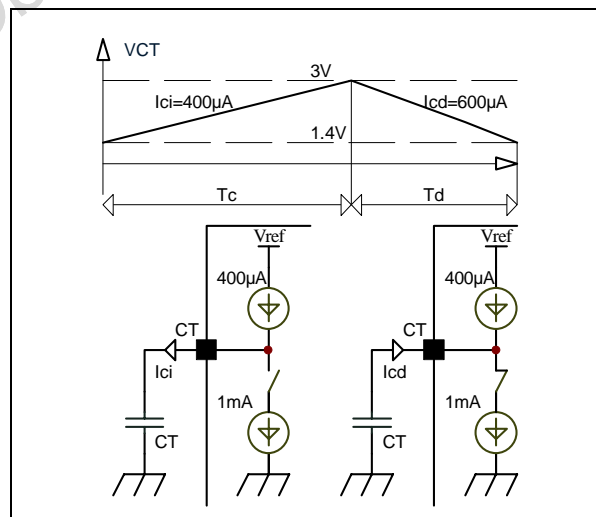 VCT
3V
Ici=400µA
Icd=600µA
1.4V
Tc
Td
Vref
Vref
400µA
400µA
CT
CT
Ici
Icd
1mA
1mA
CT
CT